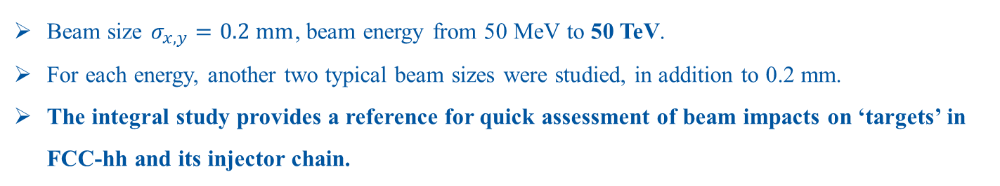 ➢ Beam size σx,y = 0.2 mm, beam energy from 50 MeV to 50 TeV.
➢ For each energy, another two typical beam sizes were studied, in addition to 0.2 mm.
➢ The integral study provides a reference for quick assessment of beam impacts on ‘targets’ in
FCC-hh and its injector chain.